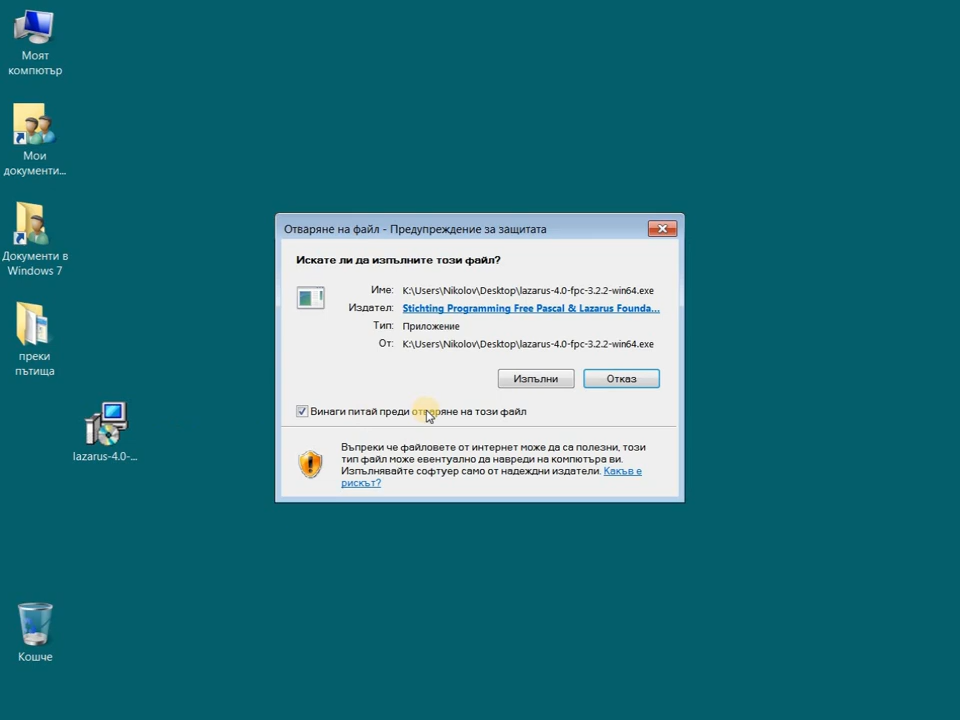 Моят
компютър
Мои
документи...
Документи в
Windows 7
преки
пътища
lazarus-4.0-...
Кошче
Отваряне на файл - Предупреждение за защитата
Искате ли да изпълните този файл?
Име: K:\Users\Nikolov\Desktop\lazarus-4.0-fpc-3.2.2-win64.exe
Издател: Stichting Programming Free Pascal & Lazarus Founda...
Тип: Приложение
От: K:\Users\Nikolov\Desktop\lazarus-4.0-fpc-3.2.2-win64.exe
Изпълни Отказ
Винаги питай преди отваряне на този файл
Въпреки че файловете от интернет може да са полезни, този
тип файл може евентуално да навреди на компютъра ви.
Изпълнявайте софтуер само от надеждни издатели. Какъв е
рискът?